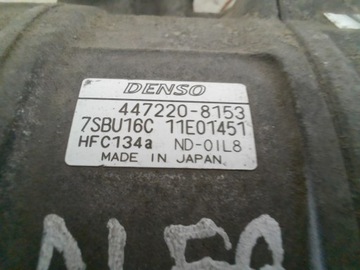 DENSO
447220-8153
7SBU16C 11E01451
HFC134a ND-OIL8
MADE IN JAPAN